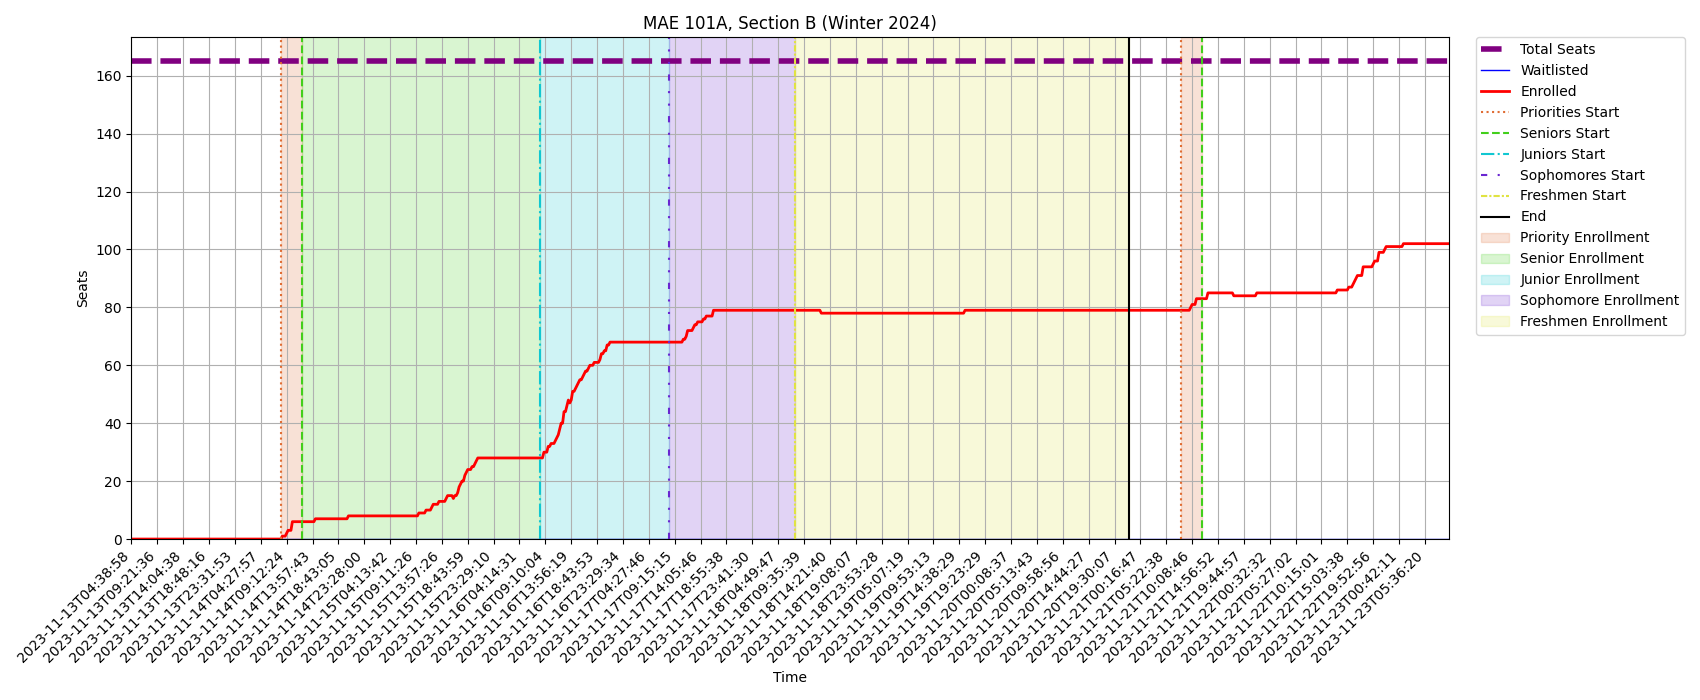 MAE 101A, Section B (Winter 2024)
Seats
160
140
120
100
80
60
40
20
0
2023-11-13T04:38:58
2023-11-13T09:21:36
2023-11-13T14:04:38
2023-11-13T18:48:16
2023-11-13T23:31:53
2023-11-14T04:27:57
2023-11-14T09:12:24
2023-11-14T13:57:43
2023-11-14T18:43:05
2023-11-14T23:28:00
2023-11-15T04:13:42
2023-11-15T09:11:26
2023-11-15T13:57:26
2023-11-15T18:43:59
2023-11-15T23:29:10
2023-11-16T04:14:31
2023-11-16T09:10:04
2023-11-16T13:56:19
2023-11-16T18:43:53
2023-11-16T23:29:34
2023-11-17T04:27:46
2023-11-17T09:15:13
2023-11-17T14:05:46
2023-11-17T18:55:38
2023-11-17T23:41:30
2023-11-18T04:49:47
2023-11-18T09:35:39
2023-11-18T14:21:40
2023-11-18T19:08:07
2023-11-18T23:53:28
2023-11-19T05:07:19
2023-11-19T09:53:13
2023-11-19T14:38:29
2023-11-19T19:23:29
2023-11-20T00:08:37
2023-11-20T05:13:43
2023-11-20T09:58:56
2023-11-20T14:44:27
2023-11-20T19:30:07
2023-11-21T00:16:47
2023-11-21T05:22:38
2023-11-21T10:08:46
2023-11-21T14:56:52
2023-11-21T19:44:57
2023-11-22T00:32:32
2023-11-22T05:27:02
2023-11-22T10:15:01
2023-11-22T15:03:38
2023-11-22T19:52:56
2023-11-23T00:42:11
2023-11-23T05:36:20
Time
Total Seats
Waitlisted
Enrolled
Priorities Start
Seniors Start
Juniors Start
Sophomores Start
Freshmen Start
End
Priority Enrollment
Senior Enrollment
Junior Enrollment
Sophomore Enrollment
Freshmen Enrollment